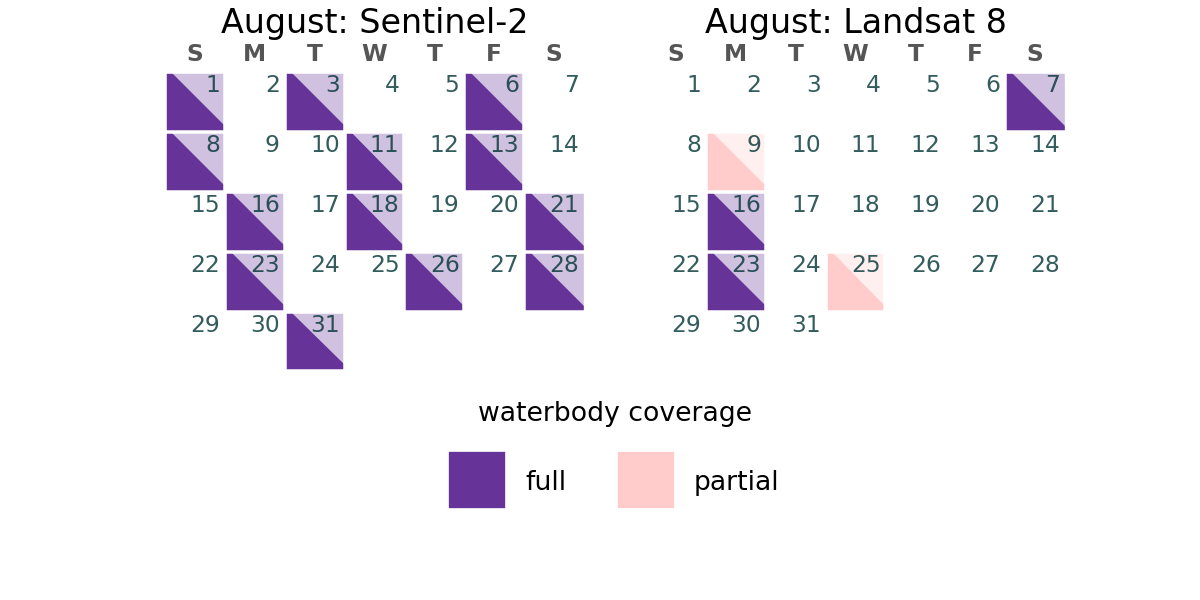 August: Sentinel-2
S M T W T F S
1 2 3 4 5 6 7
8 9 10 11 12 13 14
15 16 17 18 19 20 21
22 23 24 25 26 27 28
29 30 31
August: Landsat 8
S M T W T F S
1 2 3 4 5 6 7
8 9 10 11 12 13 14
15 16 17 18 19 20 21
22 23 24 25 26 27 28
29 30 31
waterbody coverage
full partial